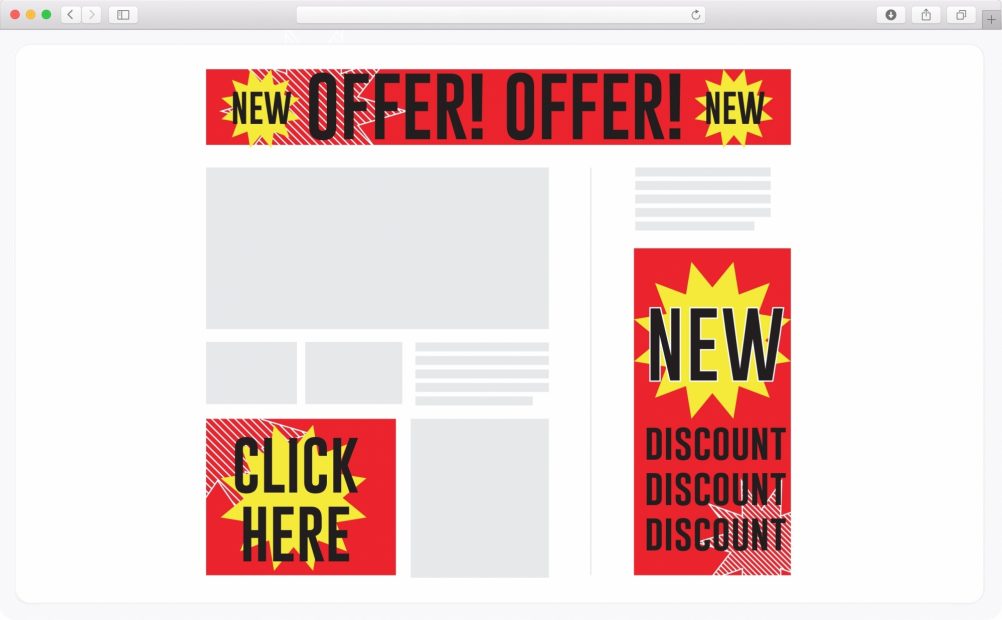 NEW OFFER! OFFER! NEW
CLICK
HERE
NEW
DISCOUNT
DISCOUNT
DISCOUNT